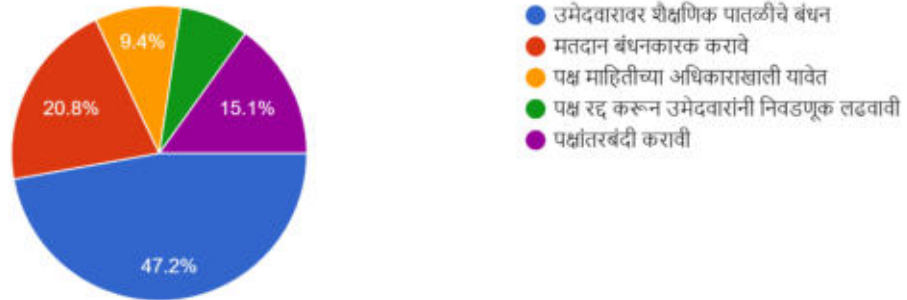 9.4%
20.8%
15.1%
47.2%
उमेदवारावर शैक्षणिक पातळीचे बंधन
मतदान बंधनकारक करावे
पक्ष माहितीच्या अधिकाराखाली यावेत
पक्ष रद्द करून उमेदवारांनी निवडणूक लढवावी
पक्षांतरबंदी करावी